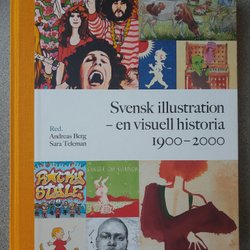 Svensk illustration
– en visuell historia
1900–2000
Red.
Andreas Berg
Sara Teleman